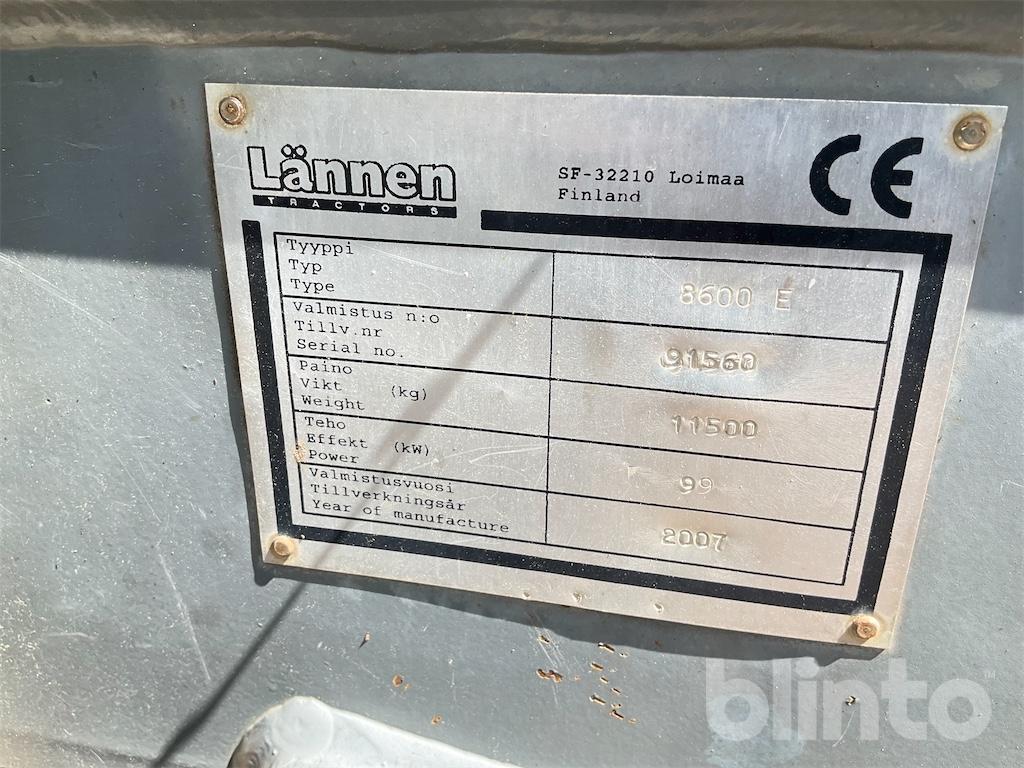 Lännen
TRACTORS
SF-32210 Loimaa
Finland
CE
Tyyppi
Typ
Type
8600 E
Valmistus n:o
Tillv.nr
Serial no.
91560
Paino
Vikt (kg)
Weight
11500
Teho
Effekt (kW)
Power
99
Valmistusvuosi
Tillverkningsår
Year of manufacture
2007
blinto™